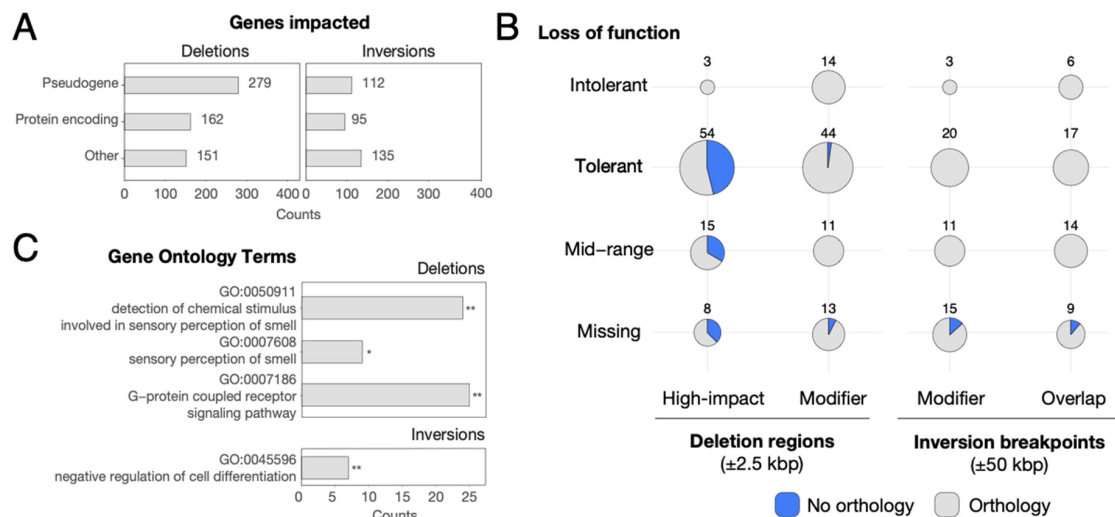 A
Genes impacted
Deletions
Inversions
Pseudogene
279
112
Protein encoding
162
95
Other
151
135
0 100 200 300 400
0 100 200 300 400
Counts
B
Loss of function
Intolerant
3 14 3 6
Tolerant
54 44 20 17
Mid-range
15 11 11 14
Missing
8 13 15 9
High-impact
Modifier
Modifier
Overlap
Deletion regions
(±2.5 kbp)
Inversion breakpoints
(±50 kbp)
No orthology
Orthology
C
Gene Ontology Terms
Deletions
GO:0050911
detection of chemical stimulus
involved in sensory perception of smell
**
GO:0007608
sensory perception of smell
*
GO:0007186
G-protein coupled receptor
signaling pathway
**
Inversions
GO:0045596
negative regulation of cell differentiation
**
0 5 10 15 20 25
Counts